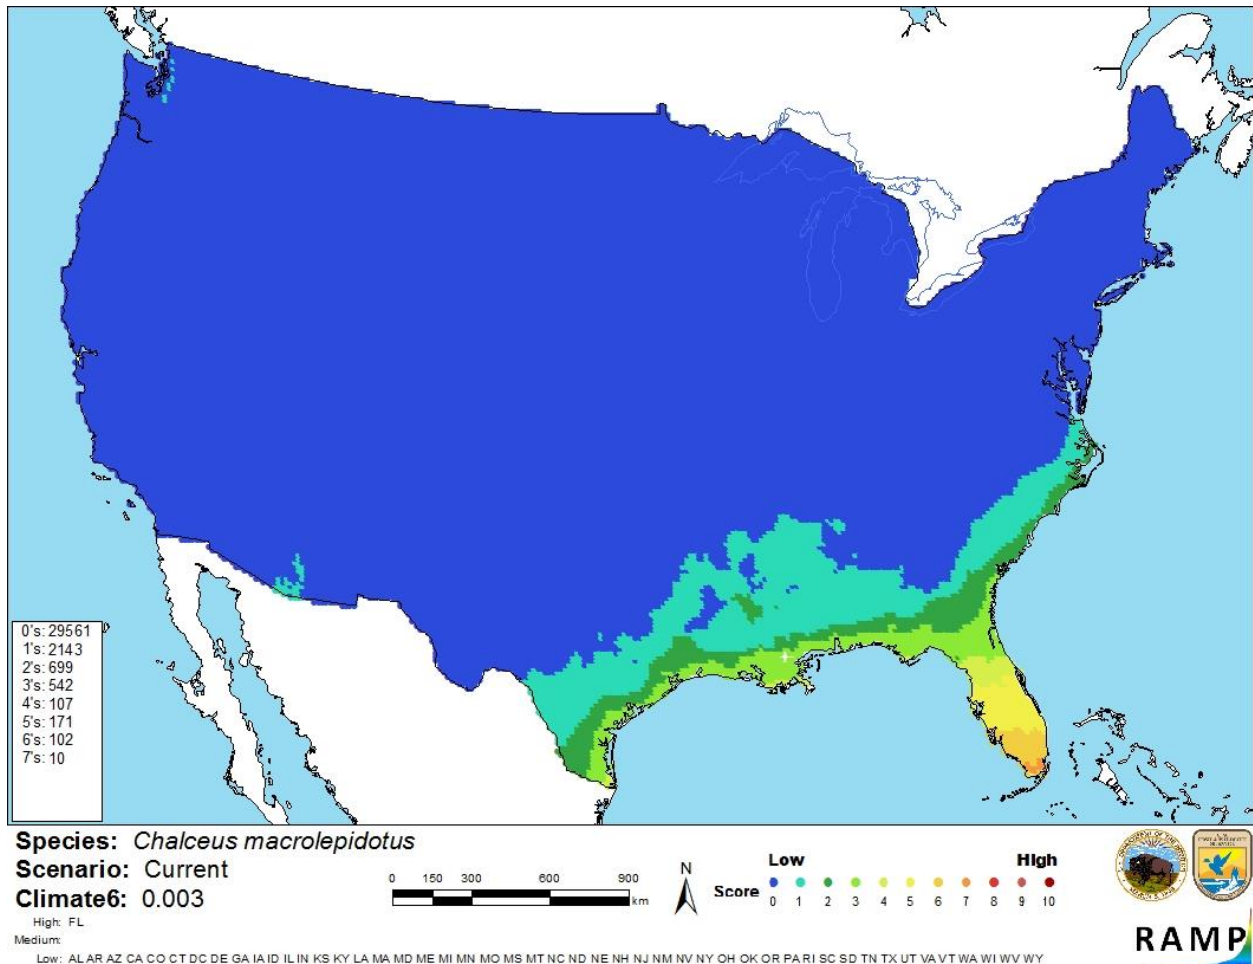 0's: 29561
1's: 2143
2's: 699
3's: 542
4's: 107
5's: 171
6's: 102
7's: 10
Species: Chalceus macrolepidotus
Scenario: Current
Climate6: 0.003
High: FL
Medium:
Low: AL AR AZ CA CO CT DC DE GA IA ID IL IN KS KY LA MA MD ME MI MN MO MS MT NC ND NE NH NJ NM NV NY OH OK OR PA RI SC SD TN TX UT VA VT WA WI WV WY
0 150 300 600 900
km
N
Low High
Score 0 1 2 3 4 5 6 7 8 9 10
RAMP